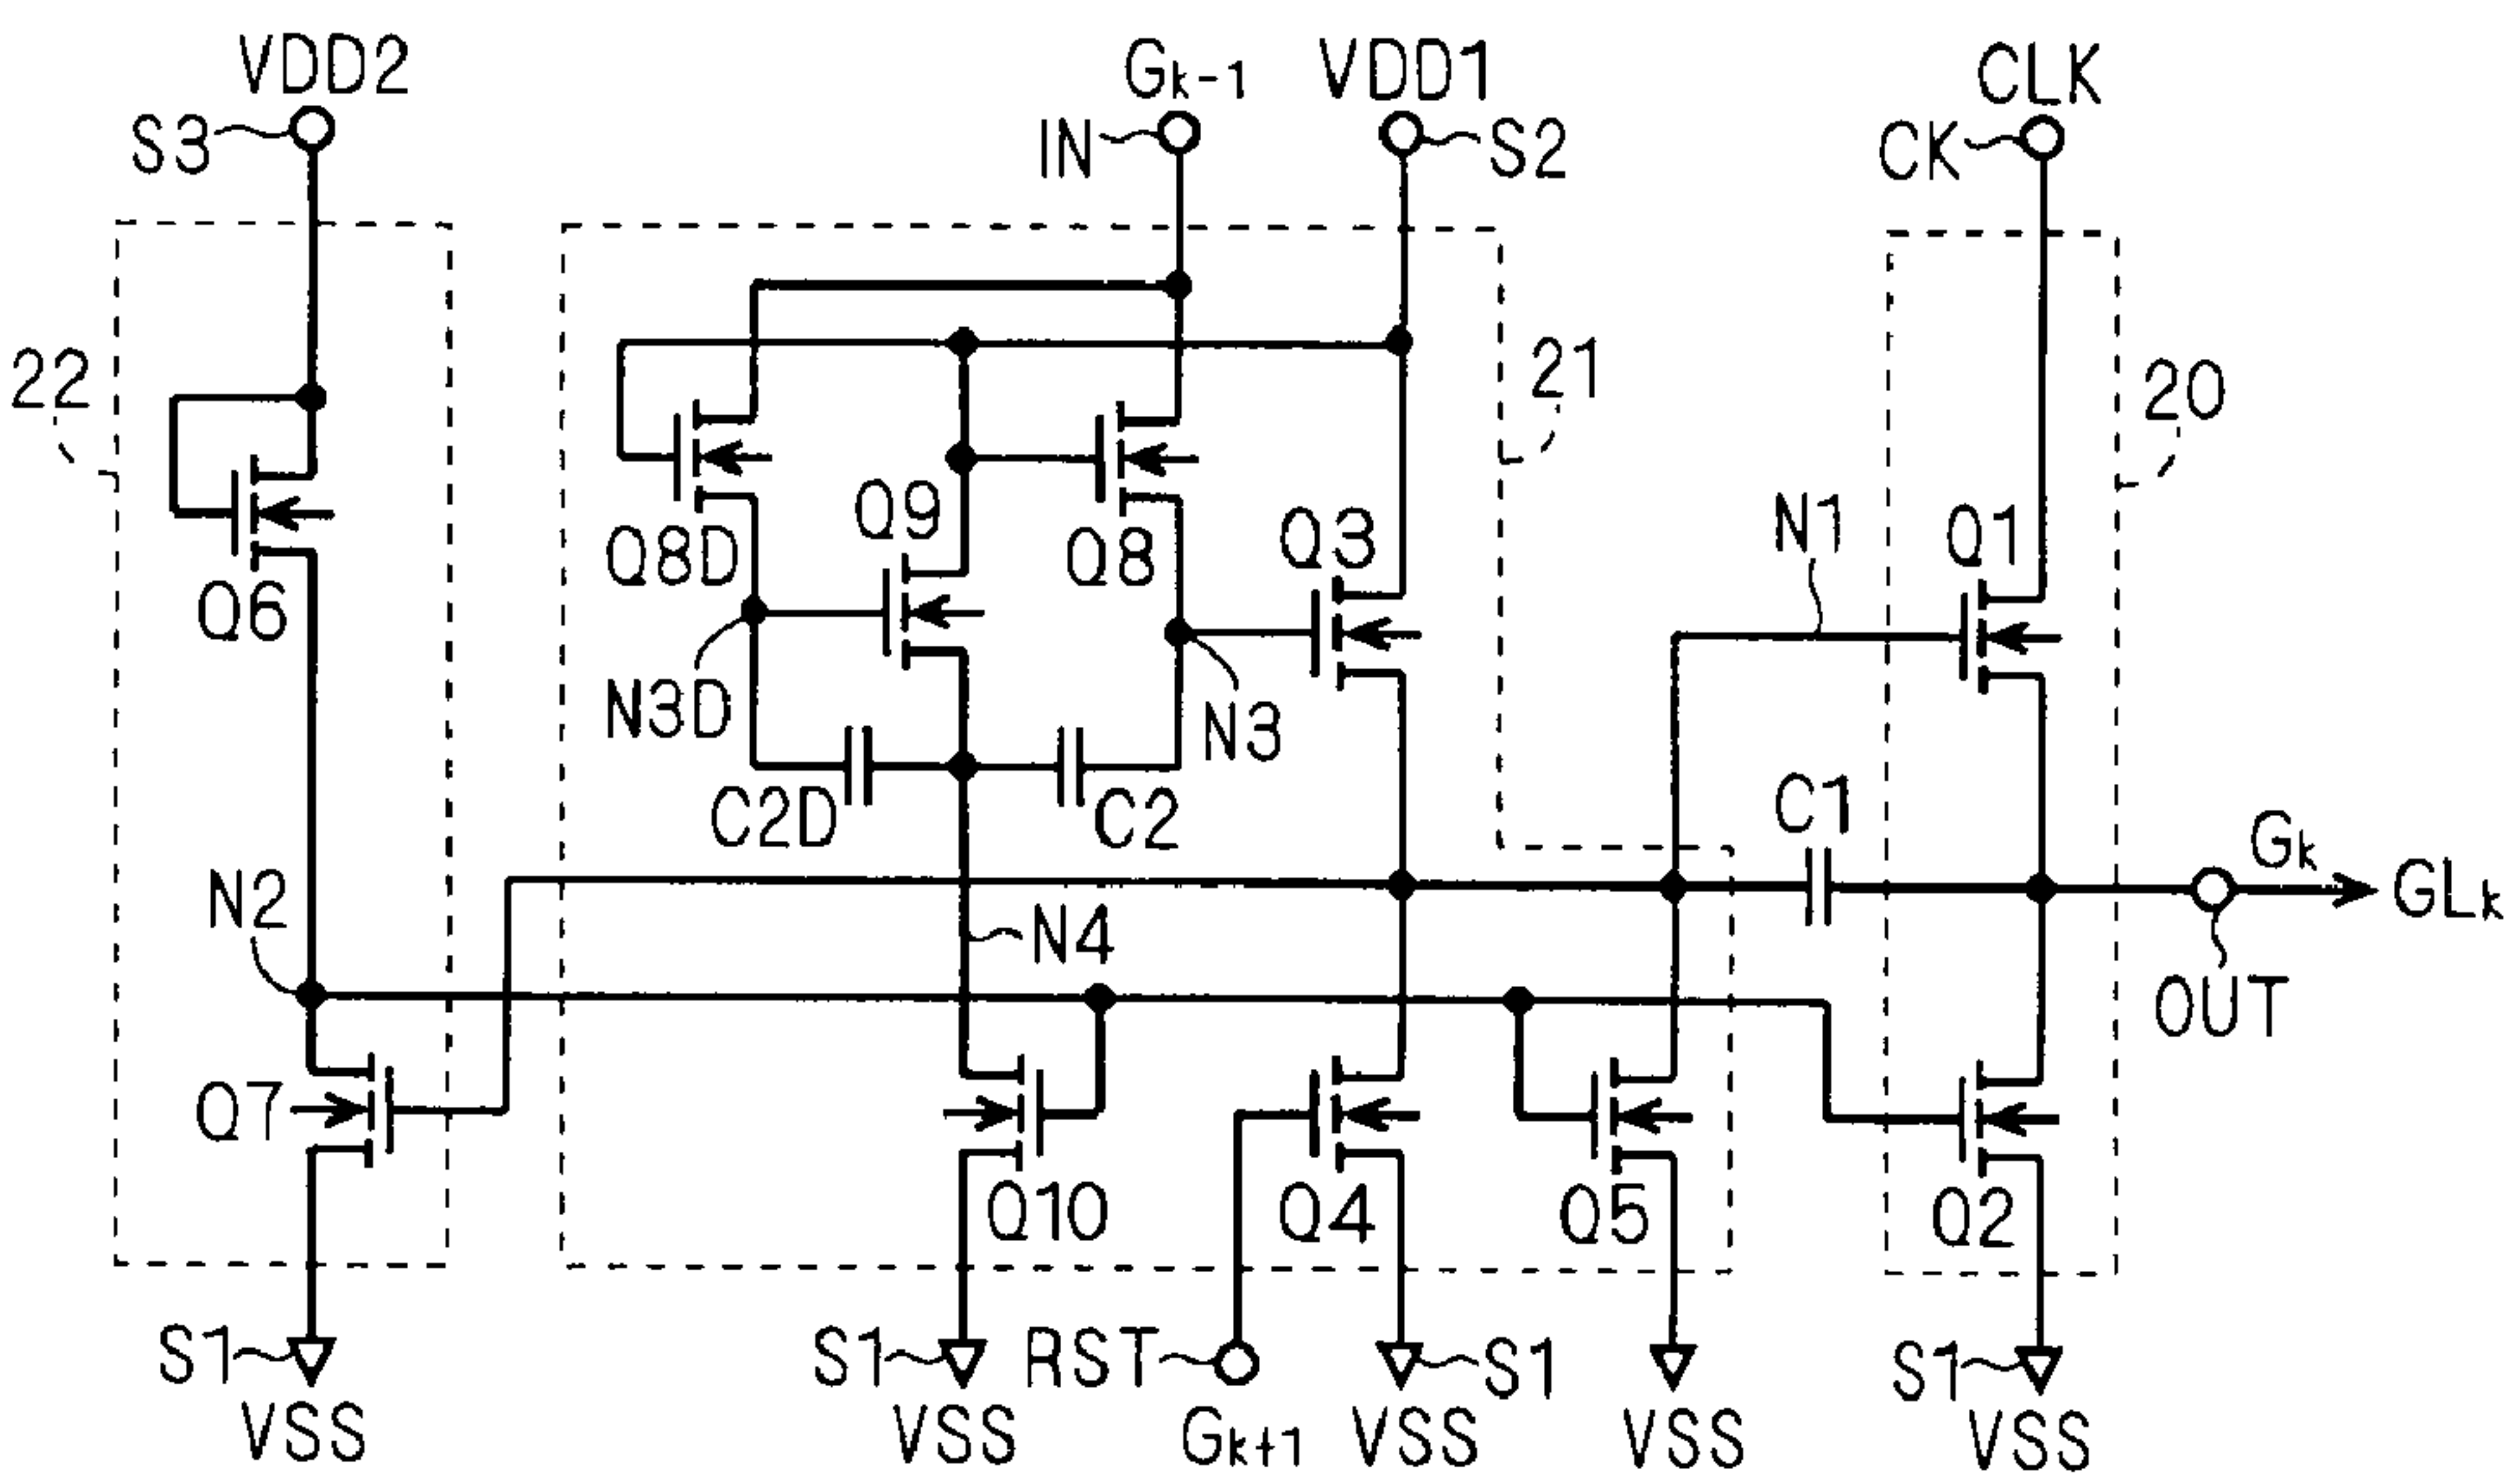 VDD2
Gk-1
VDD1
CLK
S3
IN
S2
CK
22
21
20
Q8D
Q9
Q8
Q3
N1
Q1
Q6
N3D
N3
C2D
C2
C1
Gk
GLk
N2
N4
OUT
Q7
Q10
Q4
Q5
Q2
S1
S1
RST
S1
S1
VSS
VSS
Gk+1
VSS
VSS
VSS